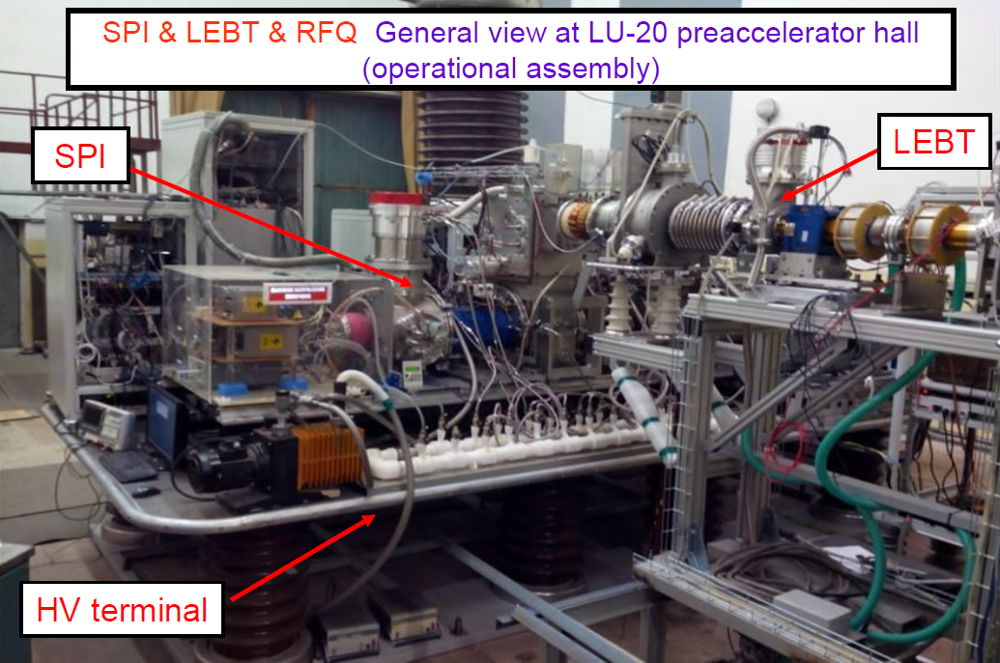 SPI & LEBT & RFQ General view at LU-20 preaccelerator hall
(operational assembly)
SPI
LEBT
HV terminal